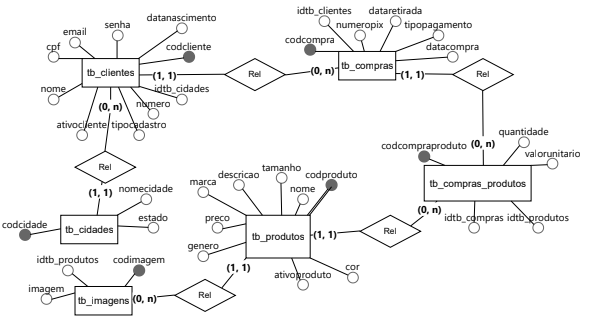 idtb_clientes
dataretirada
datanascimento
numeropix
tipopagamento
senha
email
codcompra
cpf
codcliente
datacompra
tb_clientes
(1, 1)
Rel
(0, n)
tb_compras
(1, 1)
Rel
nome
idtb_cidades
(0, n)
numero
ativocliente
tipocadastro
quantidade
codcompraproduto
(0, n)
valorunitario
Rel
tamanho
descricao
codproduto
tb_compras_produtos
(1, 1)
nomecidade
marca
nome
(0, n)
codcidade
estado
preco
idtb_compras
idtb_produtos
tb_cidades
tb_produtos
(1, 1)
Rel
genero
idtb_produtos
codimagem
(1, 1)
ativoproduto
cor
imagem
tb_imagens
(0, n)
Rel